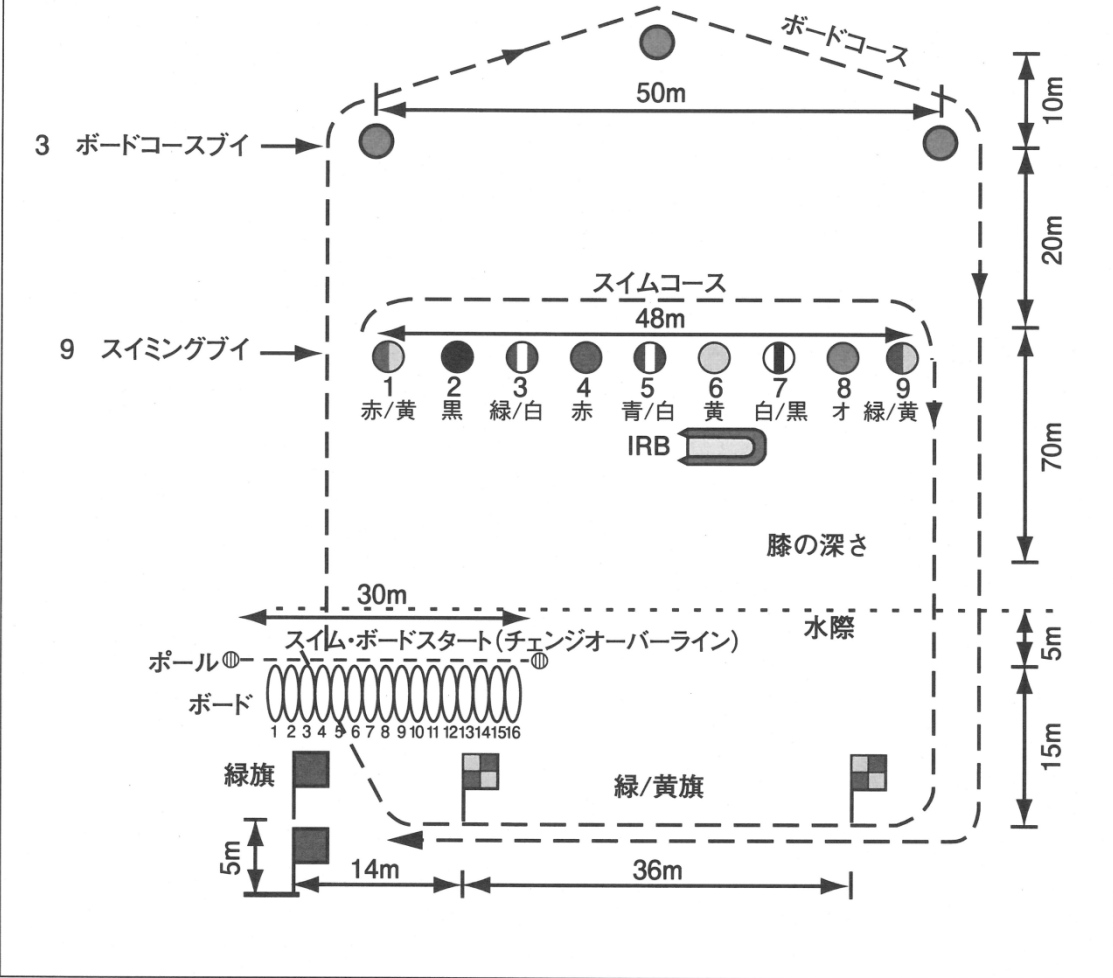 ボードコース
50m
10m
3 ボードコースブイ
20m
スイムコース
48m
9 スイミングブイ
1 2 3 4 5 6 7 8 9
赤/黄 黒 緑/白 赤 青/白 黄 白/黒 オ 緑/黄
IRB
70m
膝の深さ
30m
水際
スイム・ボードスタート(チェンジオーバーライン)
5m
ポール
ボード
1 2 3 4 5 6 7 8 9 10 11 12 13 14 15 16
15m
緑旗
緑/黄旗
5m
14m
36m